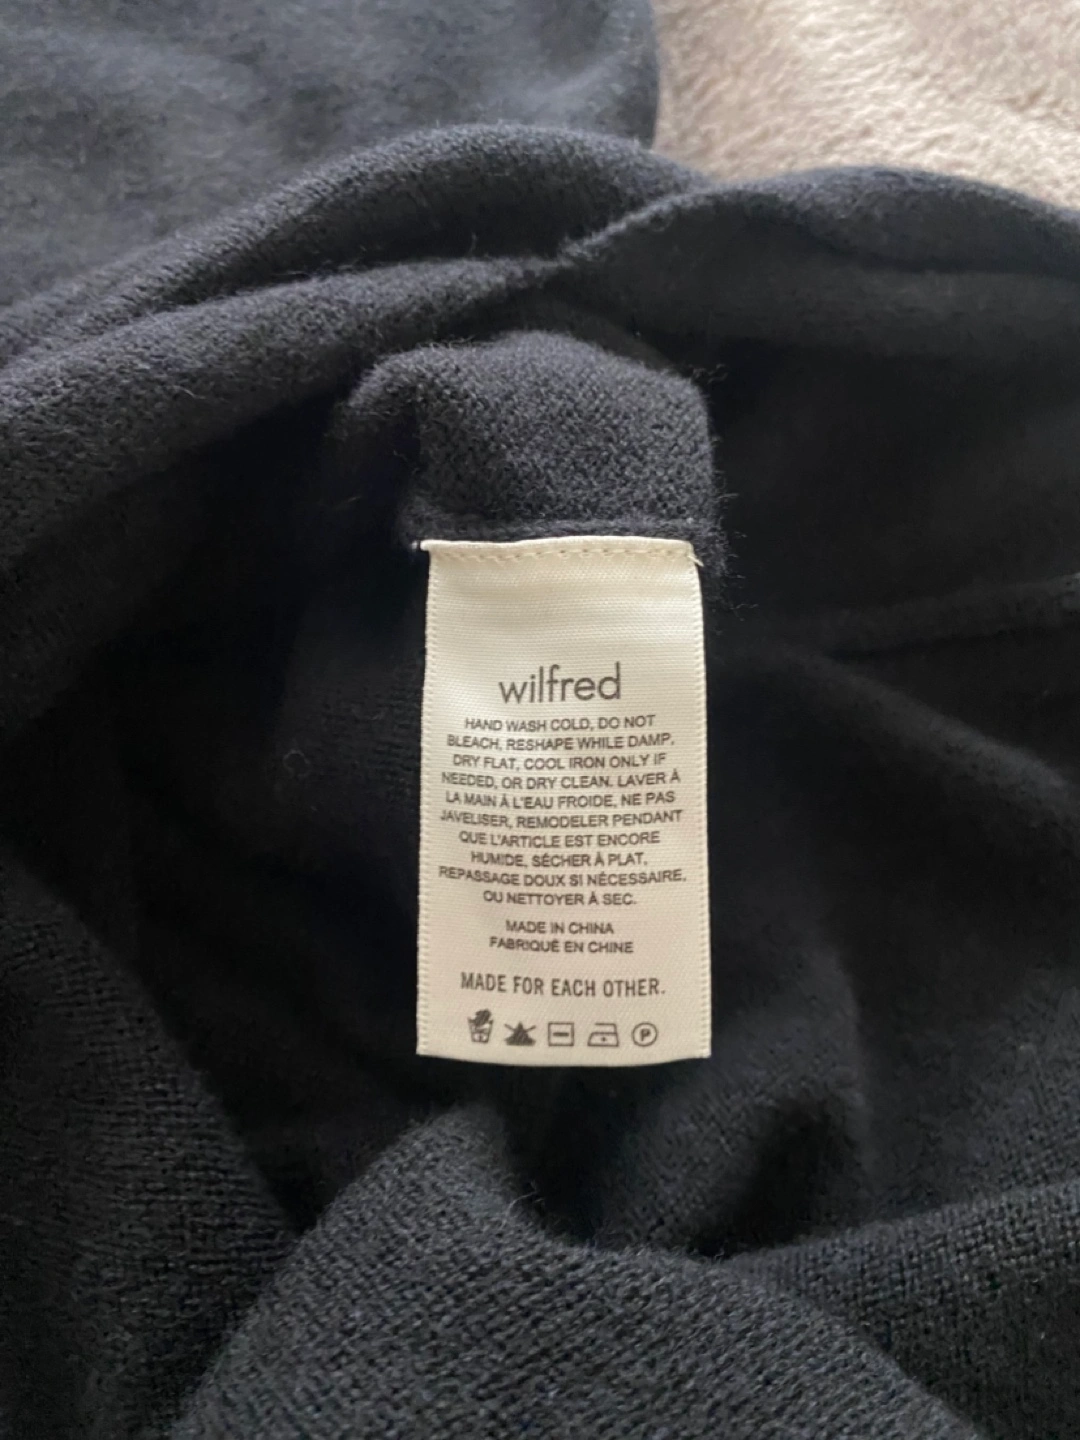 wilfred
HAND WASH COLD, DO NOT
BLEACH, RESHAPE WHILE DAMP,
DRY FLAT, COOL IRON ONLY IF
NEEDED, OR DRY CLEAN. LAVER À
LA MAIN À L'EAU FROIDE, NE PAS
JAVELISER, REMODELER PENDANT
QUE L'ARTICLE EST ENCORE
HUMIDE, SÉCHER À PLAT,
REPASSAGE DOUX SI NÉCESSAIRE,
OU NETTOYER À SEC.
MADE IN CHINA
FABRIQUÉ EN CHINE
MADE FOR EACH OTHER.
P